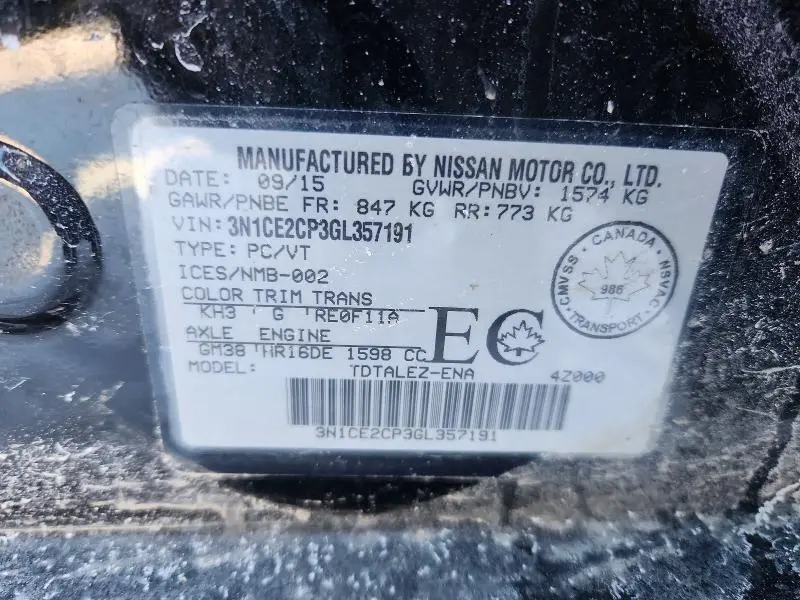 MANUFACTURED BY NISSAN MOTOR CO., LTD.
DATE: 09/15 GVWR/PNBV: 1574 KG
GAWR/PNBE FR: 847 KG RR: 773 KG
VIN: 3N1CE2CP3GL357191
TYPE: PC/VT
ICES/NMB-002
COLOR TRIM TRANS
KH3 G RE0F11A
AXLE ENGINE
GM38 HR16DE 1598 CC
EC
MODEL: TDTALEZ-ENA 4Z000
3N1CE2CP3GL357191
CANADA
CMVSS NSVAC
986
TRANSPORT